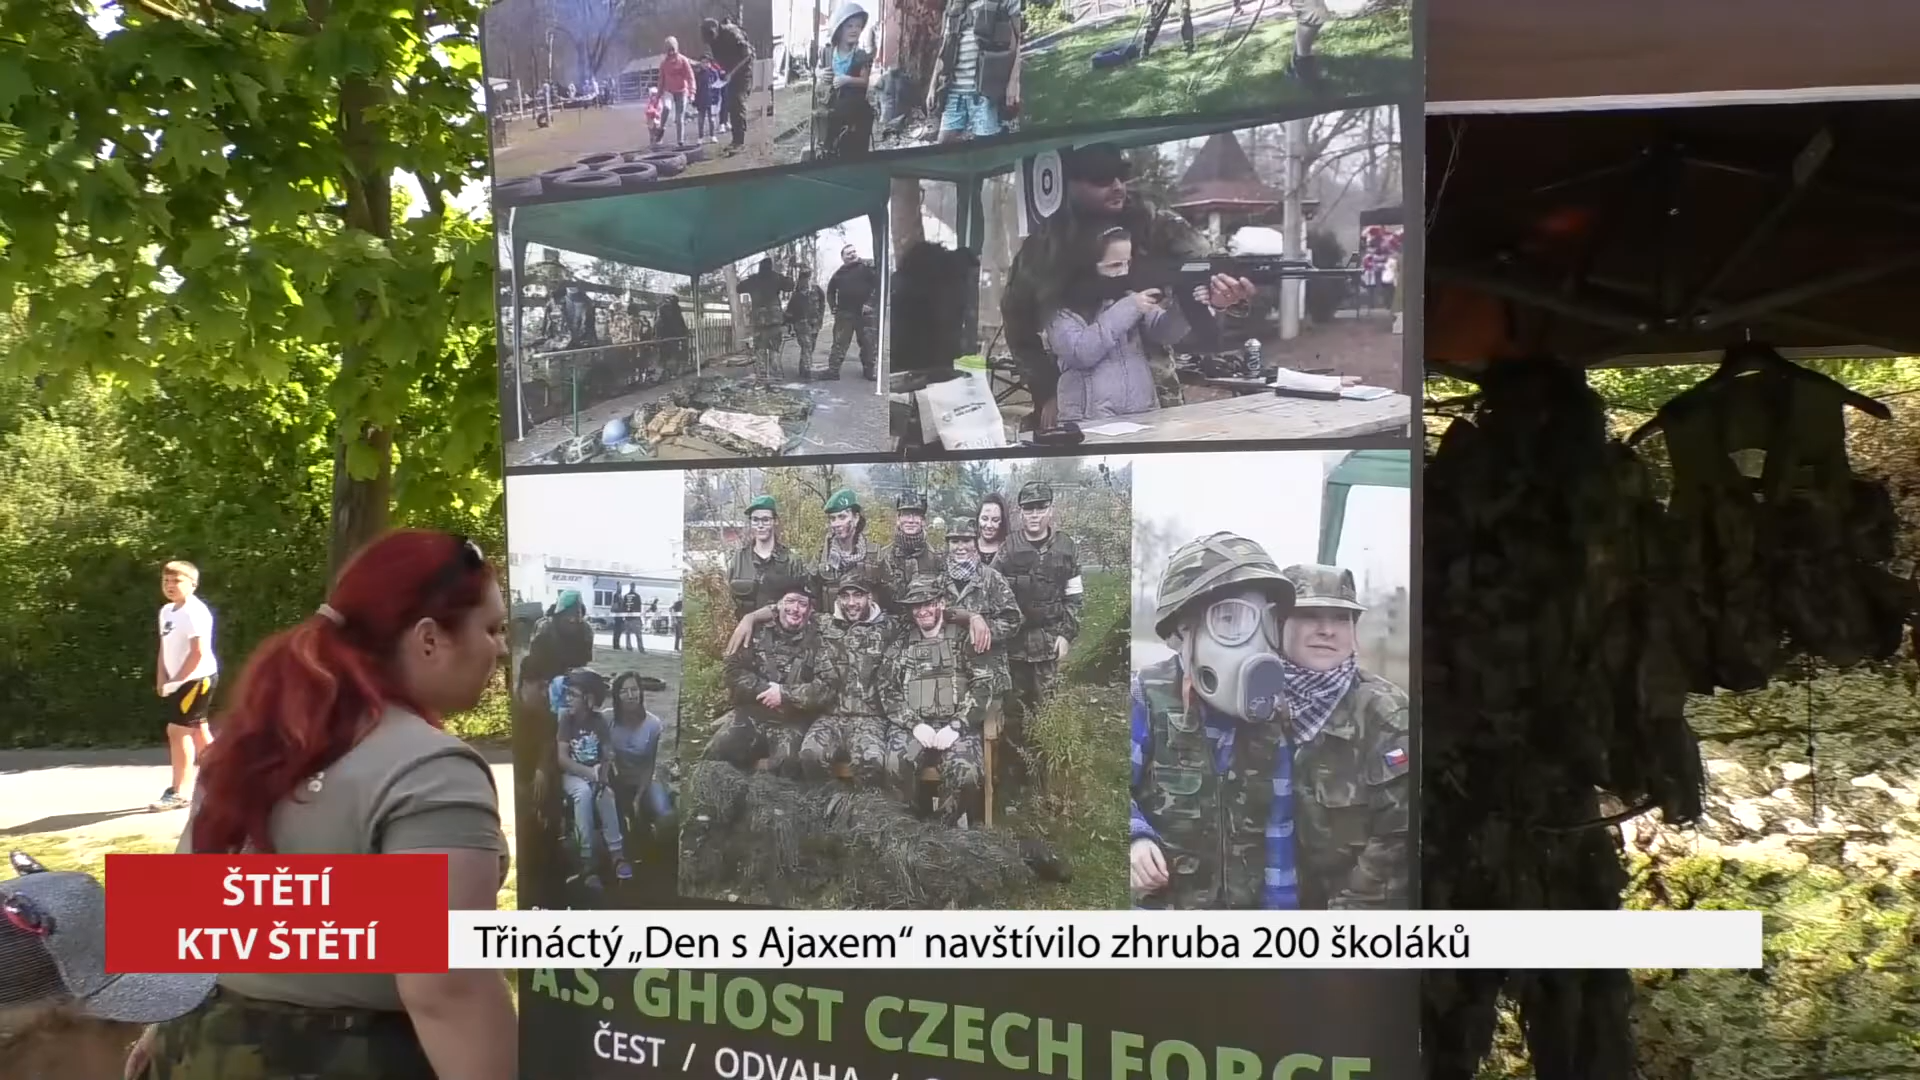 ŠTĚTÍ
KTV ŠTĚTÍ
Třináctý „Den s Ajaxem“ navštívilo zhruba 200 školáků
A.S. GHOST CZECH FORCE
ČEST / ODVAHA /